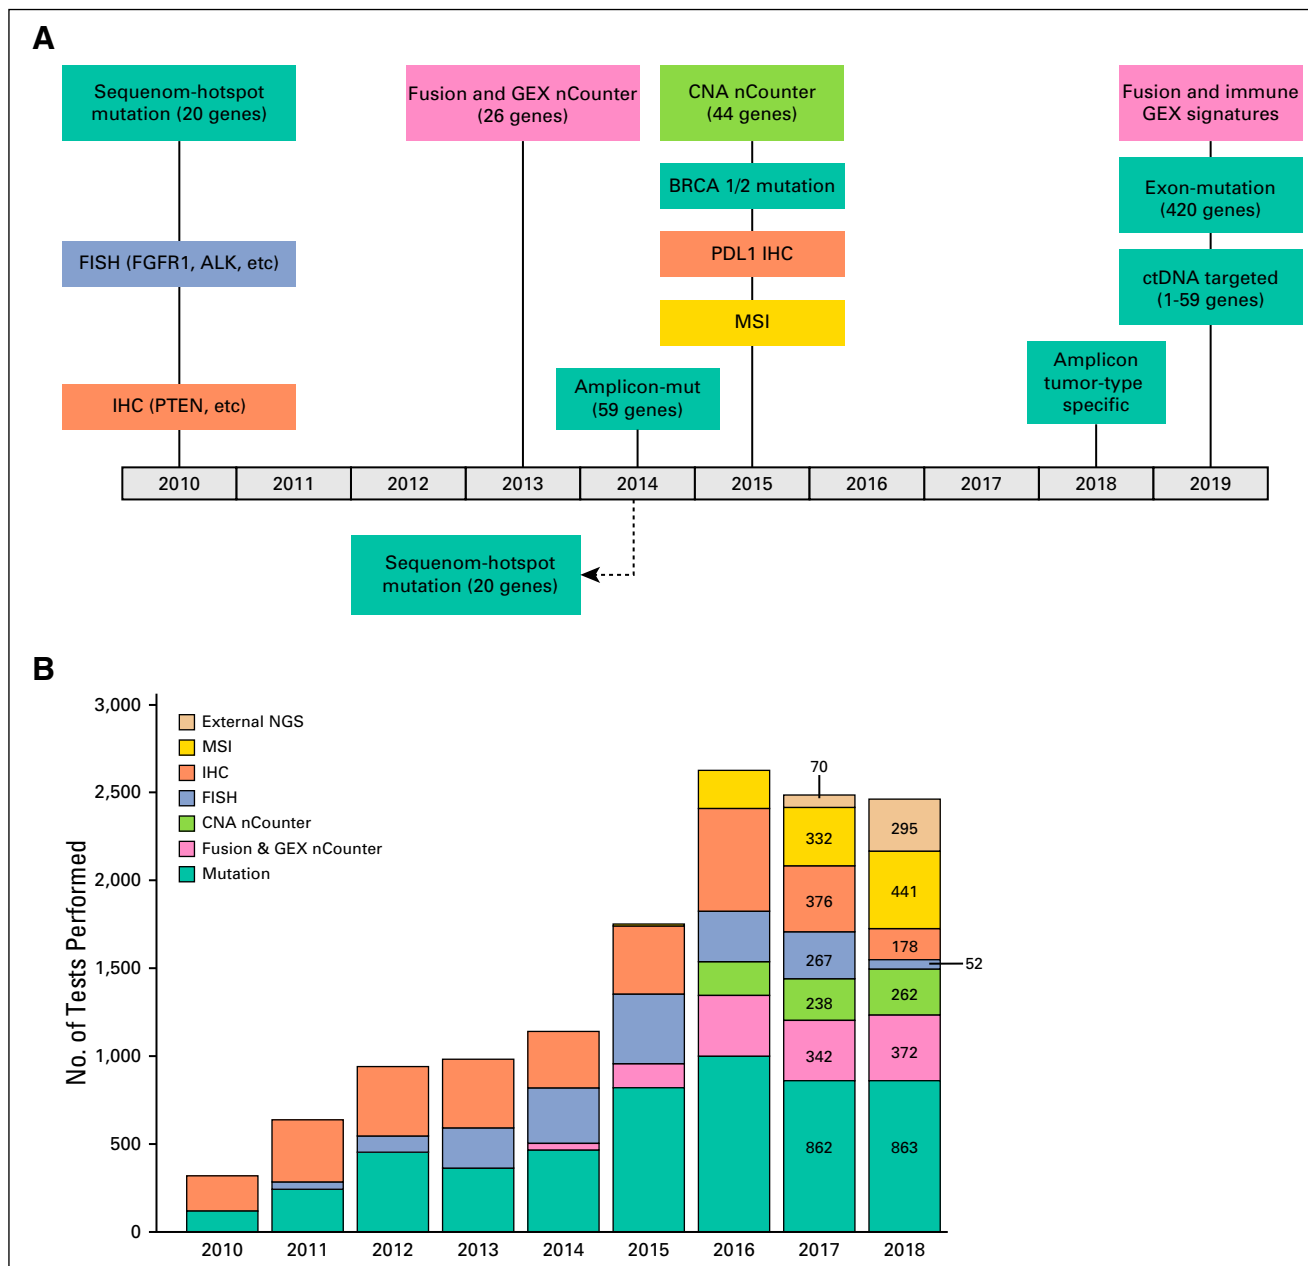 A
Sequenom-hotspot
mutation (20 genes)
Fusion and GEX nCounter
(26 genes)
CNA nCounter
(44 genes)
Fusion and immune
GEX signatures
BRCA 1/2 mutation
Exon-mutation
(420 genes)
FISH (FGFR1, ALK, etc)
PDL1 IHC
ctDNA targeted
(1-59 genes)
MSI
IHC (PTEN, etc)
Amplicon-mut
(59 genes)
Amplicon
tumor-type
specific
2010 2011 2012 2013 2014 2015 2016 2017 2018 2019
Sequenom-hotspot
mutation (20 genes)
B
No. of Tests Performed
3,000
2,500
2,000
1,500
1,000
500
0
External NGS
MSI
IHC
FISH
CNA nCounter
Fusion & GEX nCounter
Mutation
70
332
376
267
238
342
862
295
441
178
52
262
372
863
2010 2011 2012 2013 2014 2015 2016 2017 2018